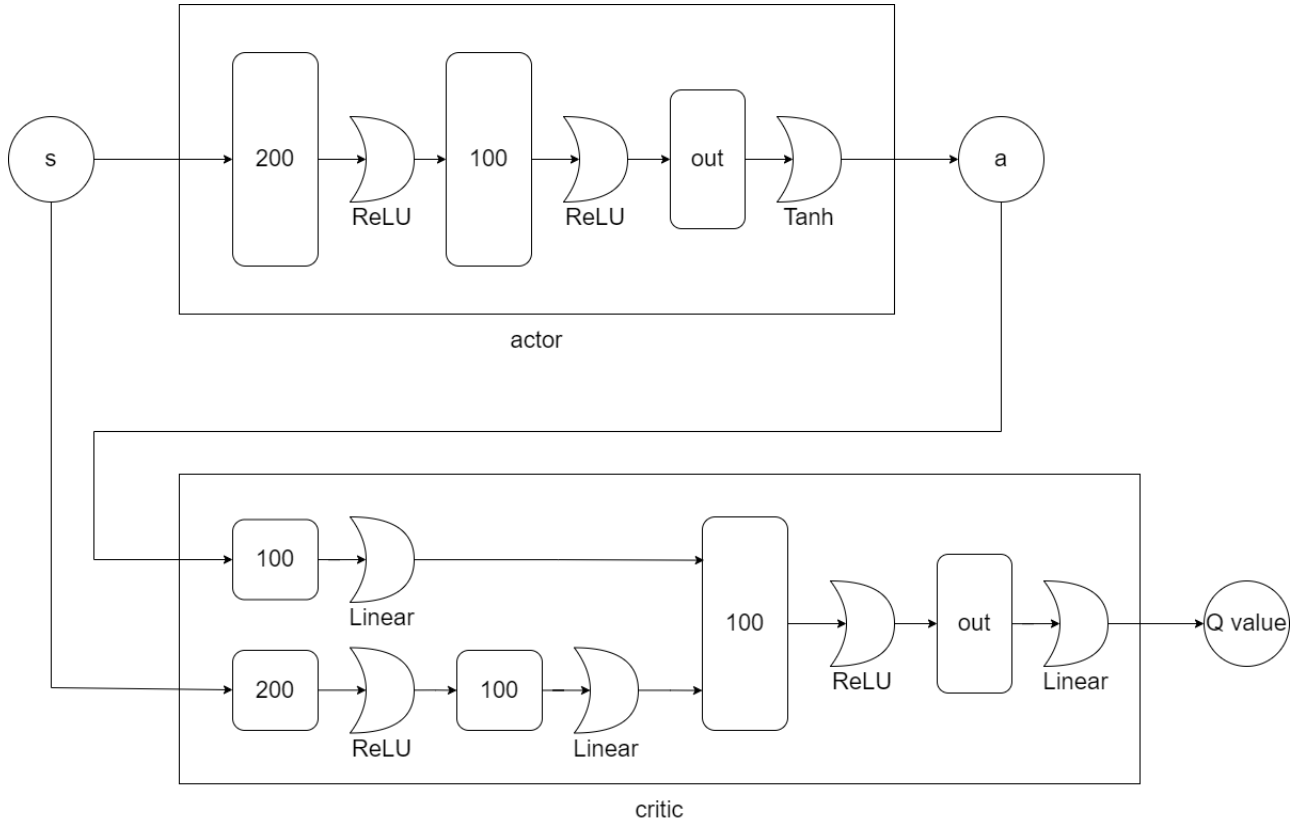 s
200
ReLU
100
ReLU
out
Tanh
a
actor
100
Linear
200
ReLU
100
Linear
100
ReLU
out
Linear
Q value
critic